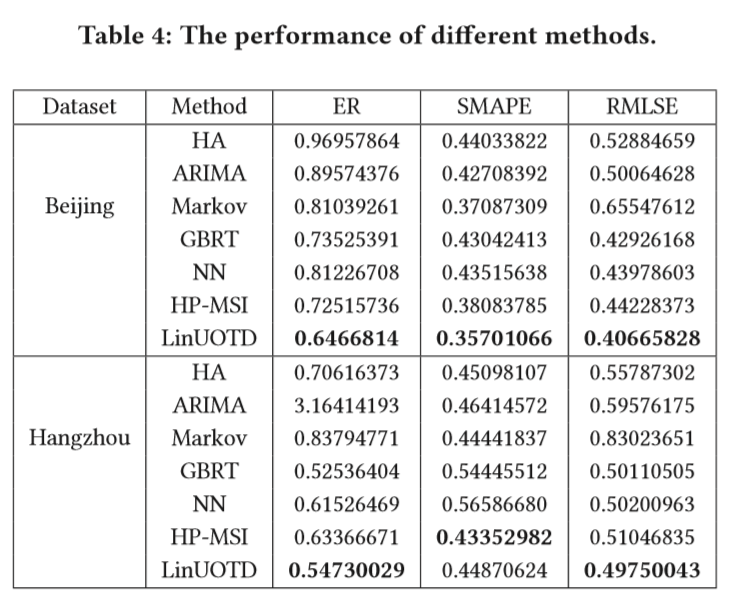 Table 4: The performance of different methods.
Dataset Method ER SMAPE RMLSE
HA 0.96957864 0.44033822 0.52884659
ARIMA 0.89574376 0.42708392 0.50064628
Beijing Markov 0.81039261 0.37087309 0.65547612
GBRT 0.73525391 0.43042413 0.42926168
NN 0.81226708 0.43515638 0.43978603
HP-MSI 0.72515736 0.38083785 0.44228373
LinUOTD 0.6466814 0.35701066 0.40665828
HA 0.70616373 0.45098107 0.55787302
ARIMA 3.16414193 0.46414572 0.59576175
Hangzhou Markov 0.83794771 0.44441837 0.83023651
GBRT 0.52536404 0.54445512 0.50110505
NN 0.61526469 0.56586680 0.50200963
HP-MSI 0.63366671 0.43352982 0.51046835
LinUOTD 0.54730029 0.44870624 0.49750043